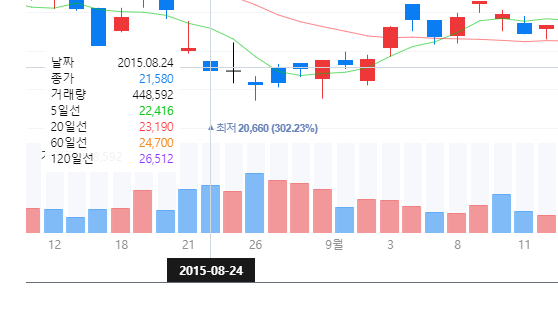 날짜 2015.08.24
종가 21,580
거래량 448,592
5일선 22,416
20일선 23,190
60일선 24,700
120일선 26,512
최저 20,660 (302.23%)
12 18 21 26 9월 3 8 11
2015-08-24